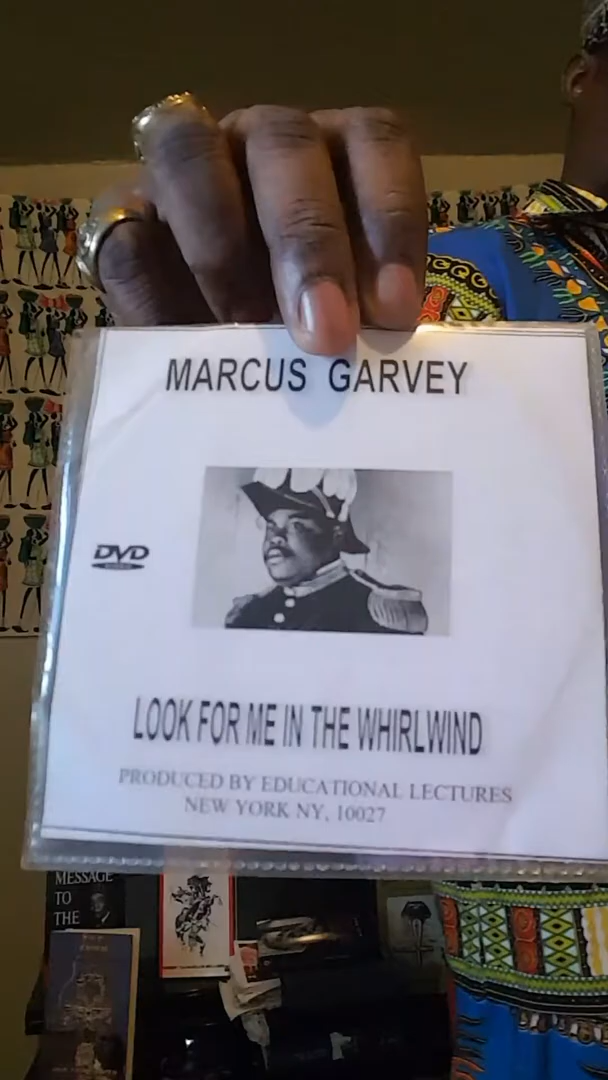 MARCUS GARVEY
DVD
LOOK FOR ME IN THE WHIRLWIND
PRODUCED BY EDUCATIONAL LECTURES
NEW YORK NY, 10027
MESSAGE
TO
THE